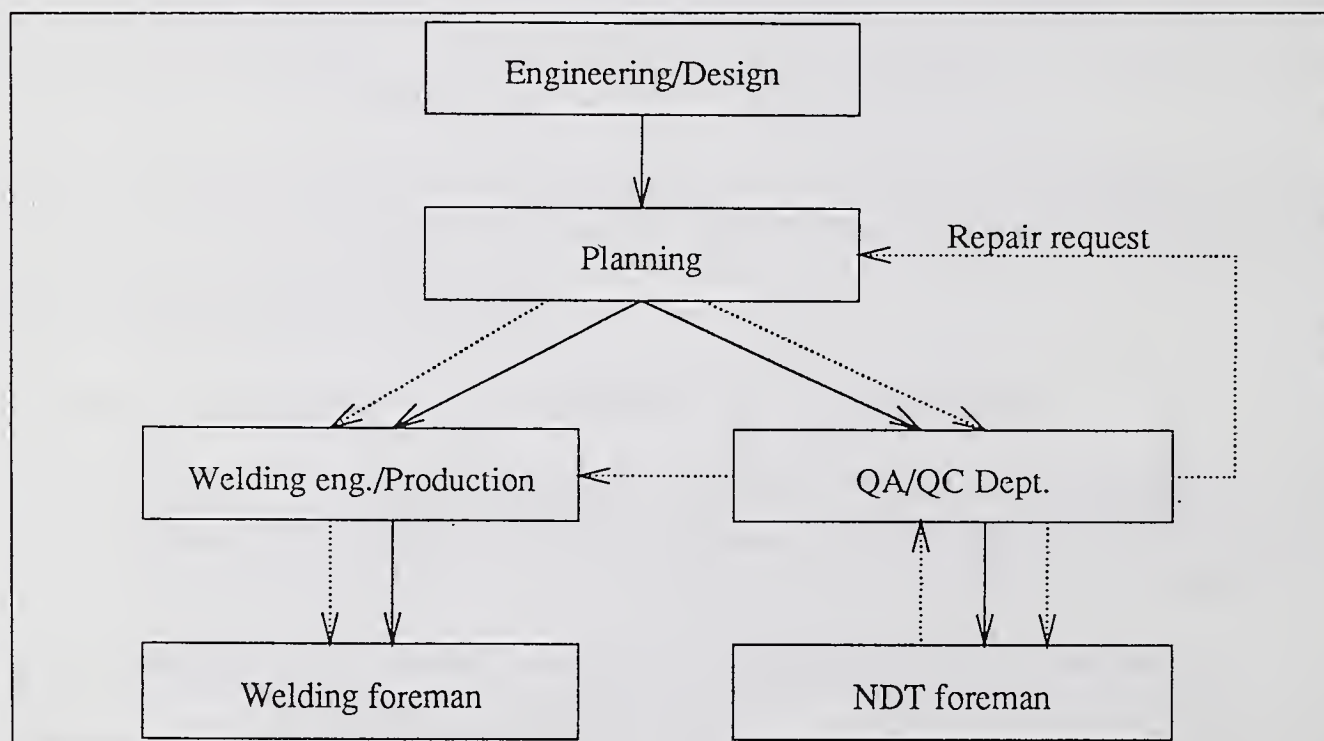 Engineering/Design
Planning
Repair request
Welding eng./Production
QA/QC Dept.
Welding foreman
NDT foreman